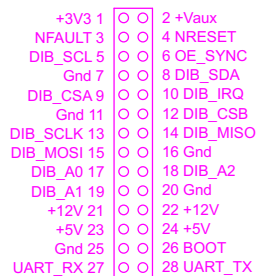 +3V3 1 2 +Vaux
NFAULT 3 4 NRESET
DIB_SCL 5 6 OE_SYNC
Gnd 7 8 DIB_SDA
DIB_CSA 9 10 DIB_IRQ
Gnd 11 12 DIB_CSB
DIB_SCLK 13 14 DIB_MISO
DIB_MOSI 15 16 Gnd
DIB_A0 17 18 DIB_A2
DIB_A1 19 20 Gnd
+12V 21 22 +12V
+5V 23 24 +5V
Gnd 25 26 BOOT
UART_RX 27 28 UART_TX